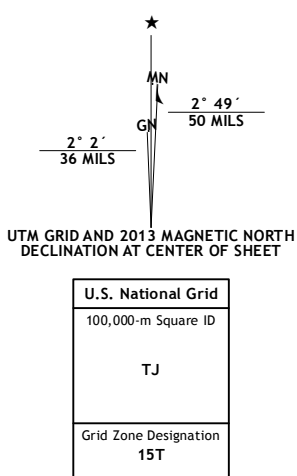 ★
MN
2° 49´
50 MILS
GN
2° 2´
36 MILS
UTM GRID AND 2013 MAGNETIC NORTH
DECLINATION AT CENTER OF SHEET
U.S. National Grid
100,000-m Square ID
TJ
Grid Zone Designation
15T